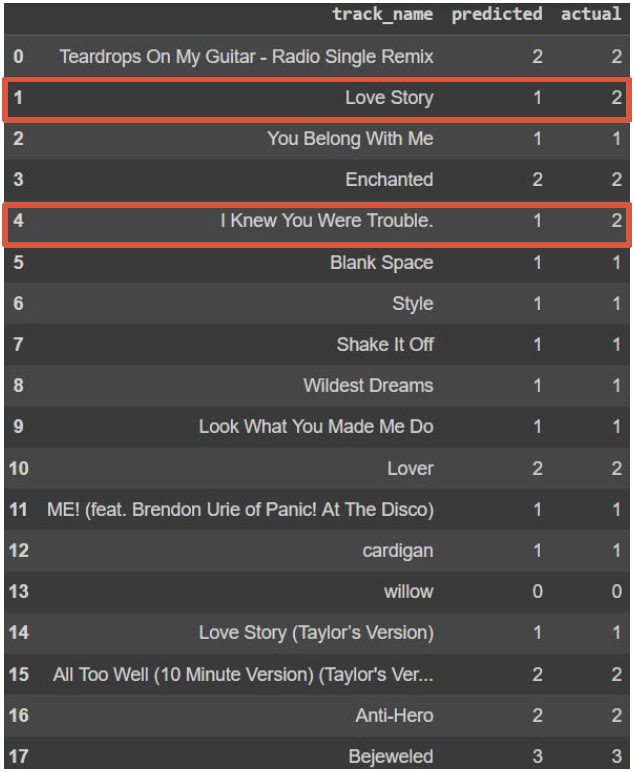 track_name predicted actual
0 Teardrops On My Guitar - Radio Single Remix 2 2
1 Love Story 1 2
2 You Belong With Me 1 1
3 Enchanted 2 2
4 I Knew You Were Trouble. 1 2
5 Blank Space 1 1
6 Style 1 1
7 Shake It Off 1 1
8 Wildest Dreams 1 1
9 Look What You Made Me Do 1 1
10 Lover 2 2
11 ME! (feat. Brendon Urie of Panic! At The Disco) 1 1
12 cardigan 1 1
13 willow 0 0
14 Love Story (Taylor’s Version) 1 1
15 All Too Well (10 Minute Version) (Taylor's Ver... 2 2
16 Anti-Hero 2 2
17 Bejeweled 3 3